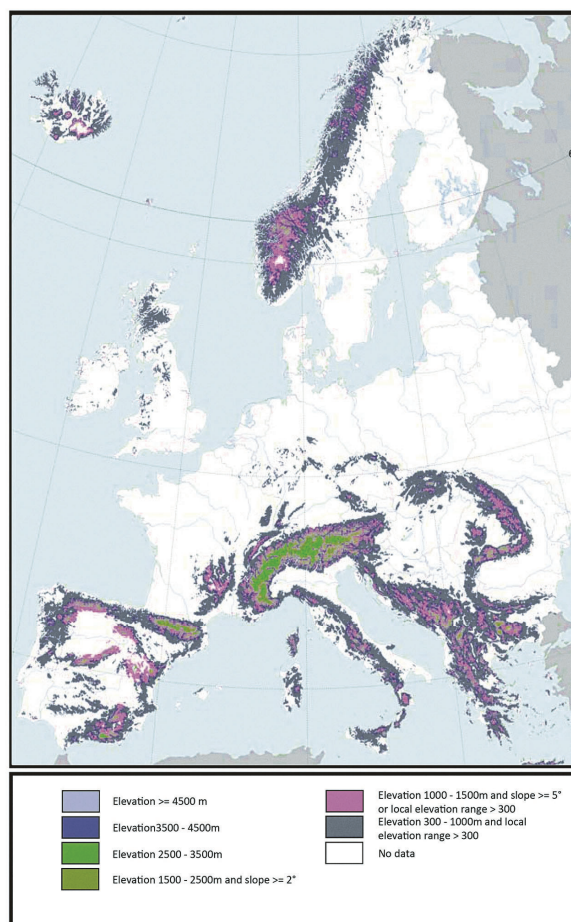 Elevation >= 4500 m
Elevation3500 - 4500m
Elevation 2500 - 3500m
Elevation 1500 - 2500m and slope >= 2°
Elevation 1000 - 1500m and slope >= 5°
or local elevation range > 300
Elevation 300 - 1000m and local
elevation range > 300
No data